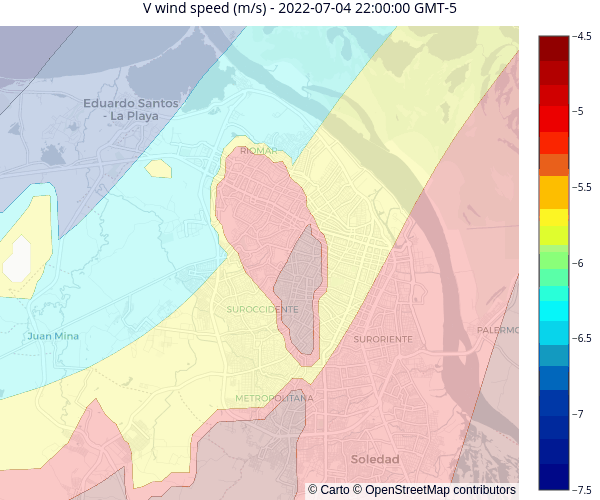 V wind speed (m/s) - 2022-07-04 22:00:00 GMT-5
−4.5
Eduardo Santos
- La Playa
−5
RIOMAR
−5.5
−6
SUROCCIDENTE
PALERMO
Juan Mina
SURORIENTE
−6.5
METROPOLITANA
−7
Soledad
© Carto © OpenStreetMap contributors
−7.5